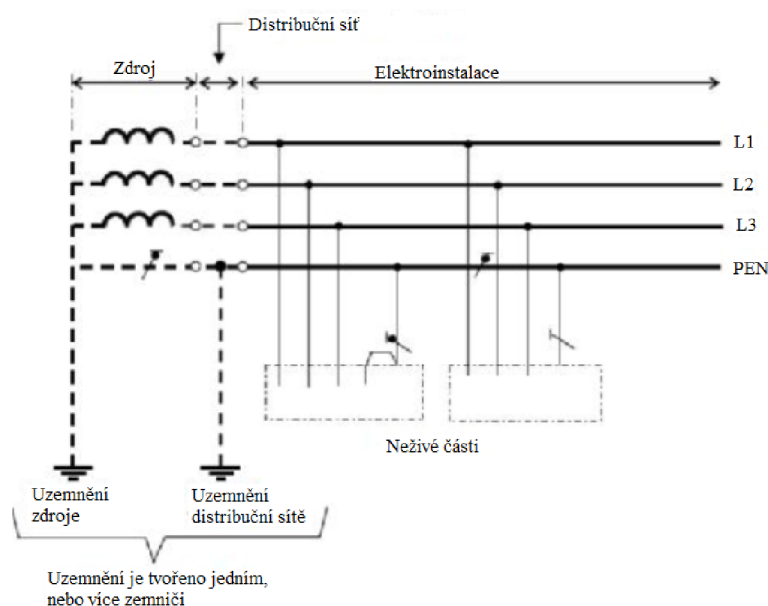 Distribuční síť
Zdroj
Elektroinstalace
L1
L2
L3
PEN
Neživé části
Uzemnění
zdroje
Uzemnění
distribuční sítě
Uzemnění je tvořeno jedním,
nebo více zemniči